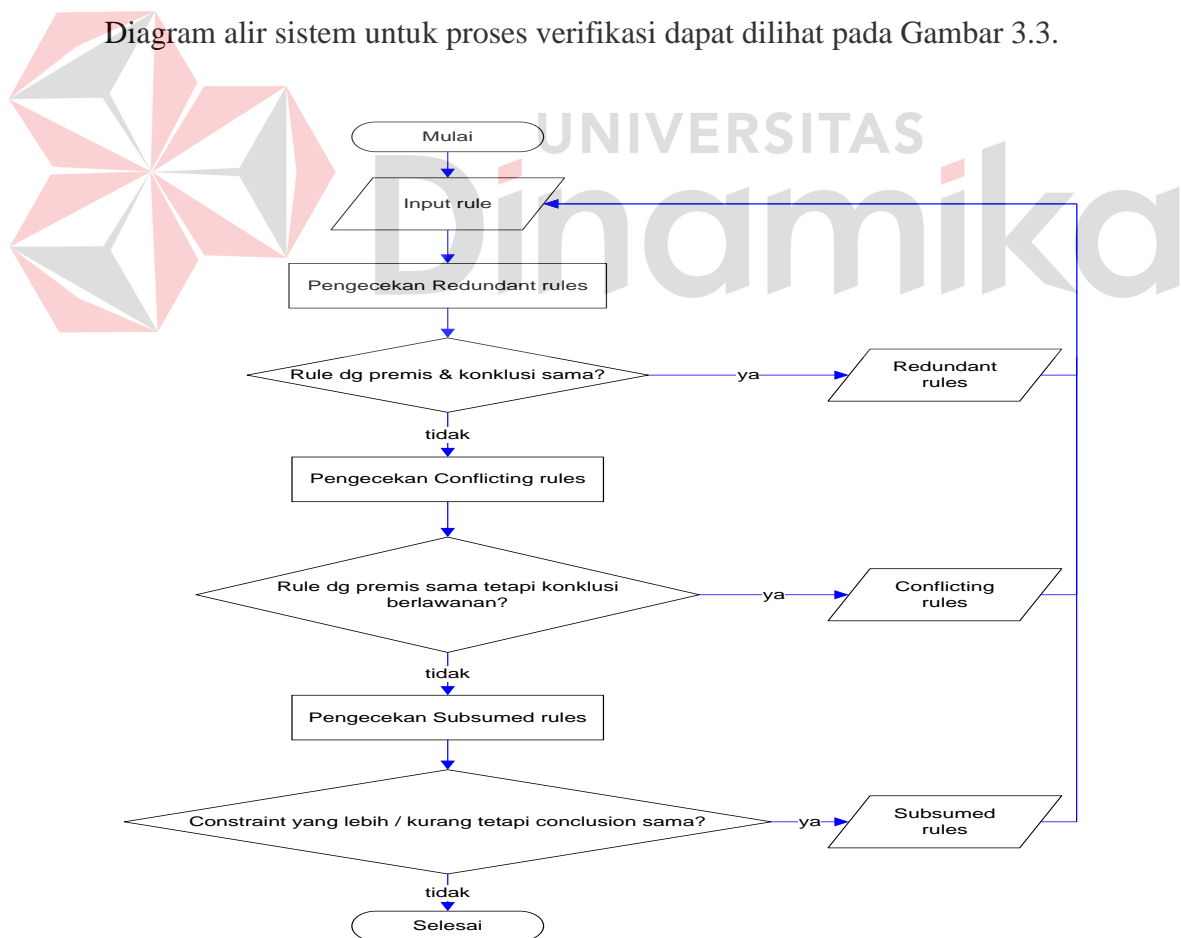 Diagram alir sistem untuk proses verifikasi dapat dilihat pada Gambar 3.3.
UNIVERSITAS
Dinamika
Mulai
Input rule
Pengecekan Redundant rules
Rule dg premis & konklusi sama?
ya
Redundant
rules
tidak
Pengecekan Conflicting rules
Rule dg premis sama tetapi konklusi
berlawanan?
ya
Conflicting
rules
tidak
Pengecekan Subsumed rules
Constraint yang lebih / kurang tetapi conclusion sama?
ya
Subsumed
rules
tidak
Selesai